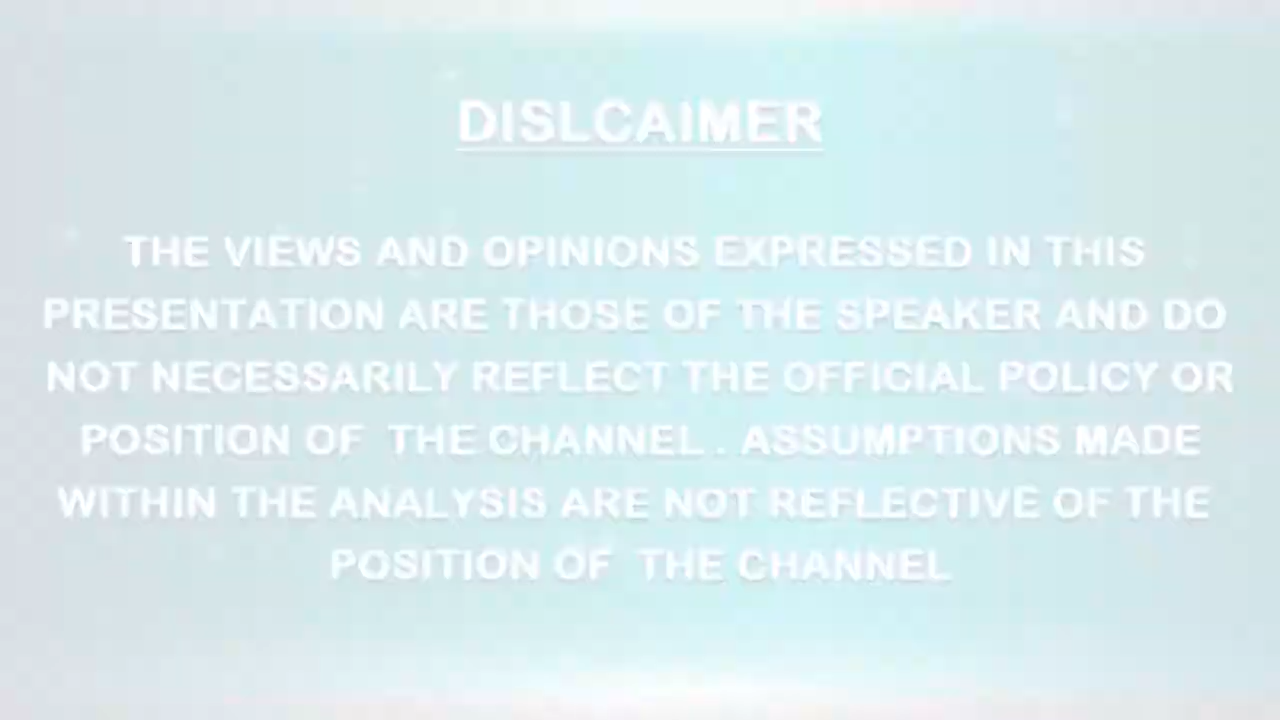 DISLCAIMER
THE VIEWS AND OPINIONS EXPRESSED IN THIS
PRESENTATION ARE THOSE OF THE SPEAKER AND DO
NOT NECESSARILY REFLECT THE OFFICIAL POLICY OR
POSITION OF THE CHANNEL . ASSUMPTIONS MADE
WITHIN THE ANALYSIS ARE NOT REFLECTIVE OF THE
POSITION OF THE CHANNEL